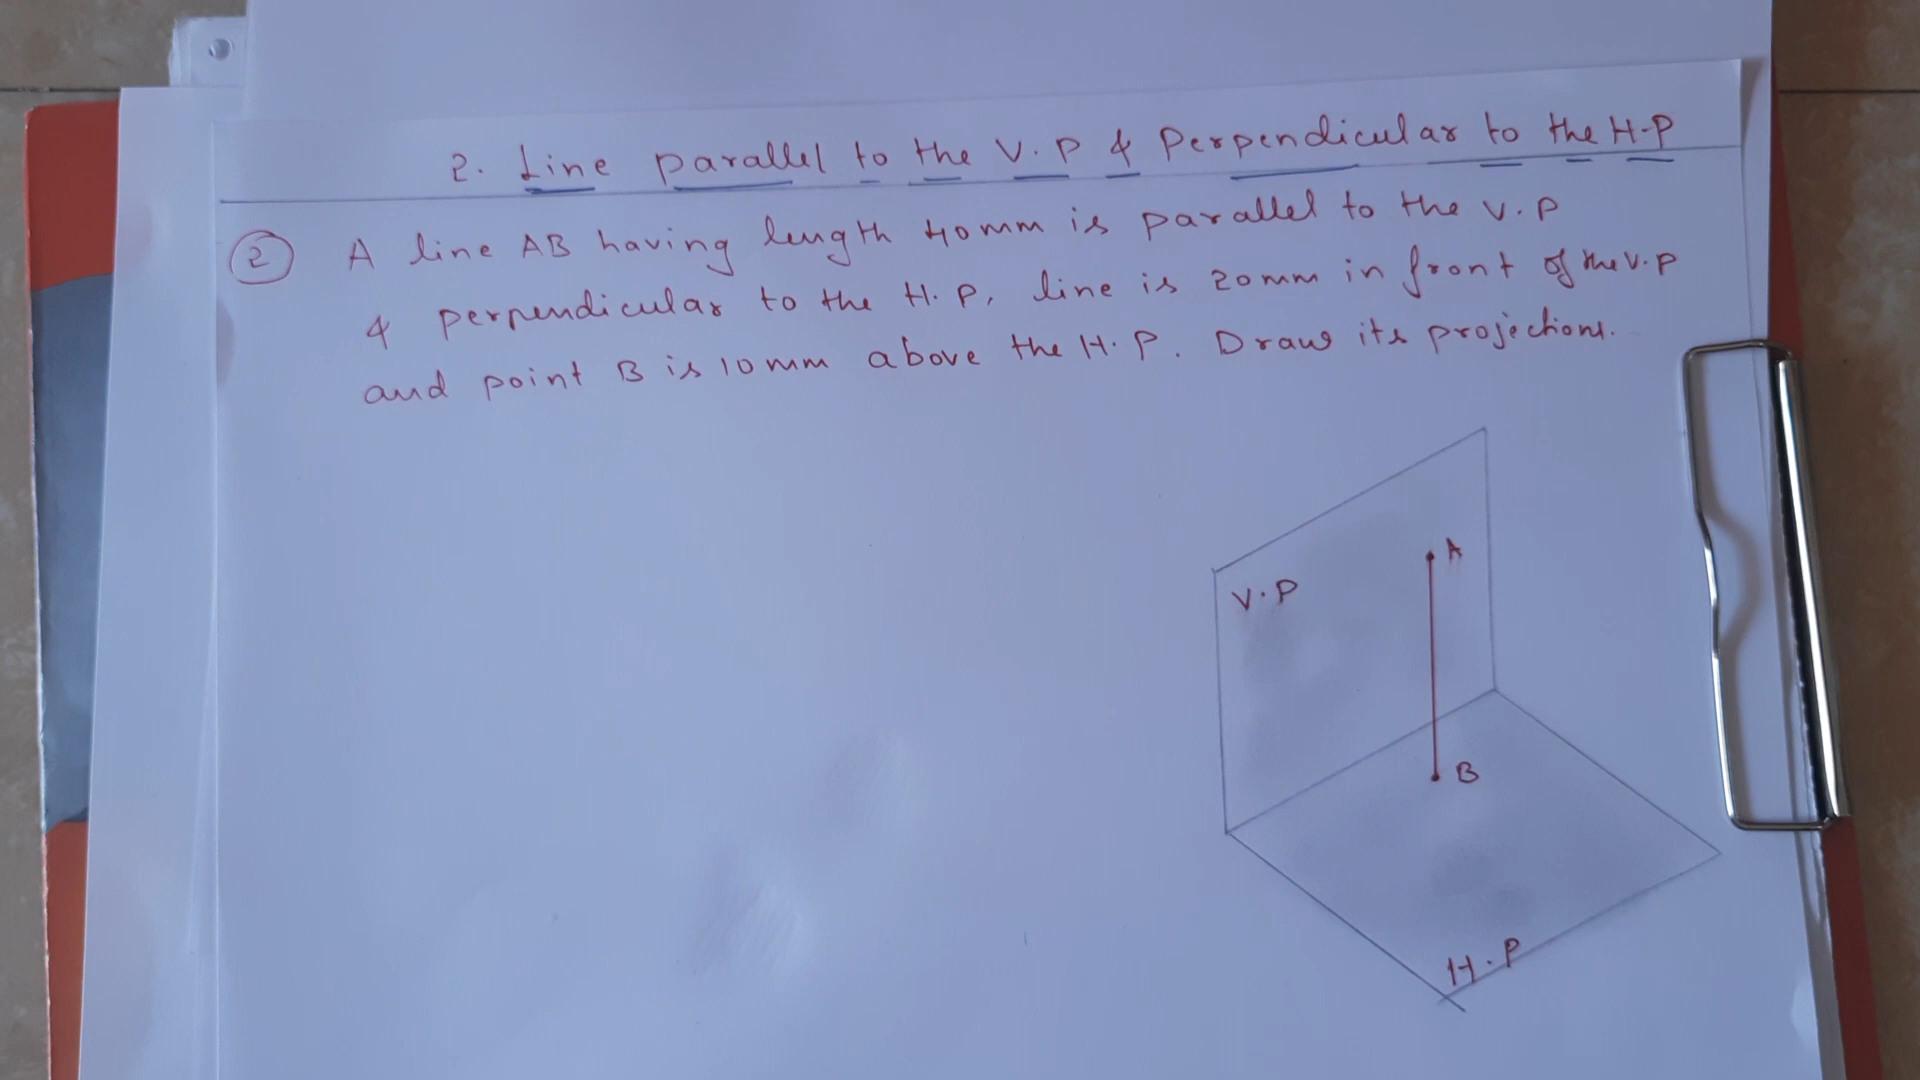 2. Line parallel to the V.P & Perpendicular to the H.P
2 A line AB having length 40mm is parallel to the V.P
& perpendicular to the H.P, line is 20mm in front of the V.P
and point B is 10mm above the H.P. Draw its projections.
A
V.P
B
H.P